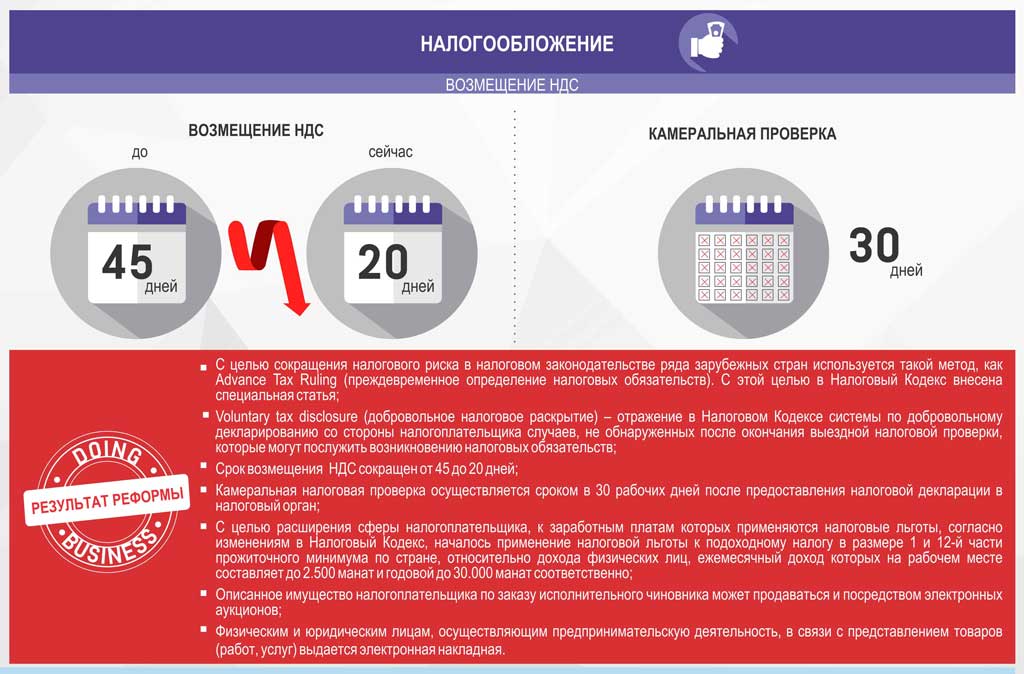 НАЛОГООБЛОЖЕНИЕ
ВОЗМЕЩЕНИЕ НДС
ВОЗМЕЩЕНИЕ НДС
до
сейчас
45
дней
20
дней
КАМЕРАЛЬНАЯ ПРОВЕРКА
30
дней
DOING
РЕЗУЛЬТАТ РЕФОРМЫ
BUSINESS
▪ С целью сокращения налогового риска в налоговом законодательстве ряда зарубежных стран используется такой метод, как
Advance Tax Ruling (преждевременное определение налоговых обязательств). С этой целью в Налоговый Кодекс внесена
специальная статья;
▪ Voluntary tax disclosure (добровольное налоговое раскрытие) – отражение в Налоговом Кодексе системы по добровольному
декларированию со стороны налогоплательщика случаев, не обнаруженных после окончания выездной налоговой проверки,
которые могут послужить возникновению налоговых обязательств;
▪ Срок возмещения НДС сокращен от 45 до 20 дней;
▪ Камеральная налоговая проверка осуществляется сроком в 30 рабочих дней после предоставления налоговой декларации в
налоговый орган;
▪ С целью расширения сферы налогоплательщика, к заработным платам которых применяются налоговые льготы, согласно
изменениям в Налоговый Кодекс, началось применение налоговой льготы к подоходному налогу в размере 1 и 12-й части
прожиточного минимума по стране, относительно дохода физических лиц, ежемесячный доход которых на рабочем месте
составляет до 2.500 манат и годовой до 30.000 манат соответственно;
▪ Описанное имущество налогоплательщика по заказу исполнительного чиновника может продаваться и посредством электронных
аукционов;
▪ Физическим и юридическим лицам, осуществляющим предпринимательскую деятельность, в связи с представлением товаров
(работ, услуг) выдается электронная накладная.